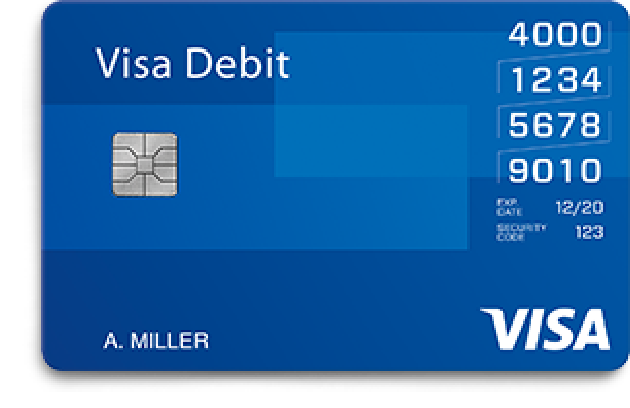 Visa Debit
4000
1234
5678
9010
EXP. DATE 12/20
SECURITY CODE 123
A. MILLER
VISA